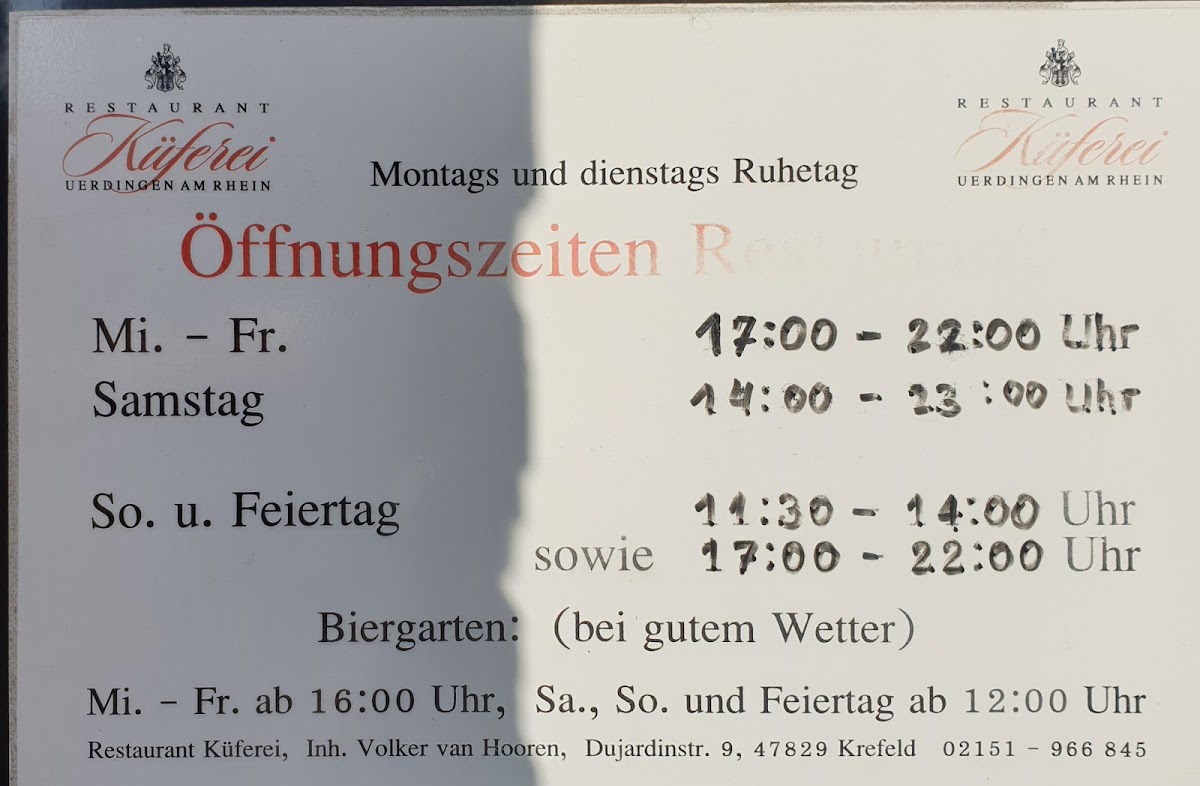 RESTAURANT
Küferei
UERDINGEN AM RHEIN
RESTAURANT
Küferei
UERDINGEN AM RHEIN
Montags und dienstags Ruhetag
Öffnungszeiten Restaurant
Mi. – Fr. 17:00 – 22:00 Uhr
Samstag 14:00 – 23:00 Uhr
So. u. Feiertag 11:30 – 14:00 Uhr
sowie 17:00 – 22:00 Uhr
Biergarten: (bei gutem Wetter)
Mi. – Fr. ab 16:00 Uhr, Sa., So. und Feiertag ab 12:00 Uhr
Restaurant Küferei, Inh. Volker van Hooren, Dujardinstr. 9, 47829 Krefeld 02151 – 966 845